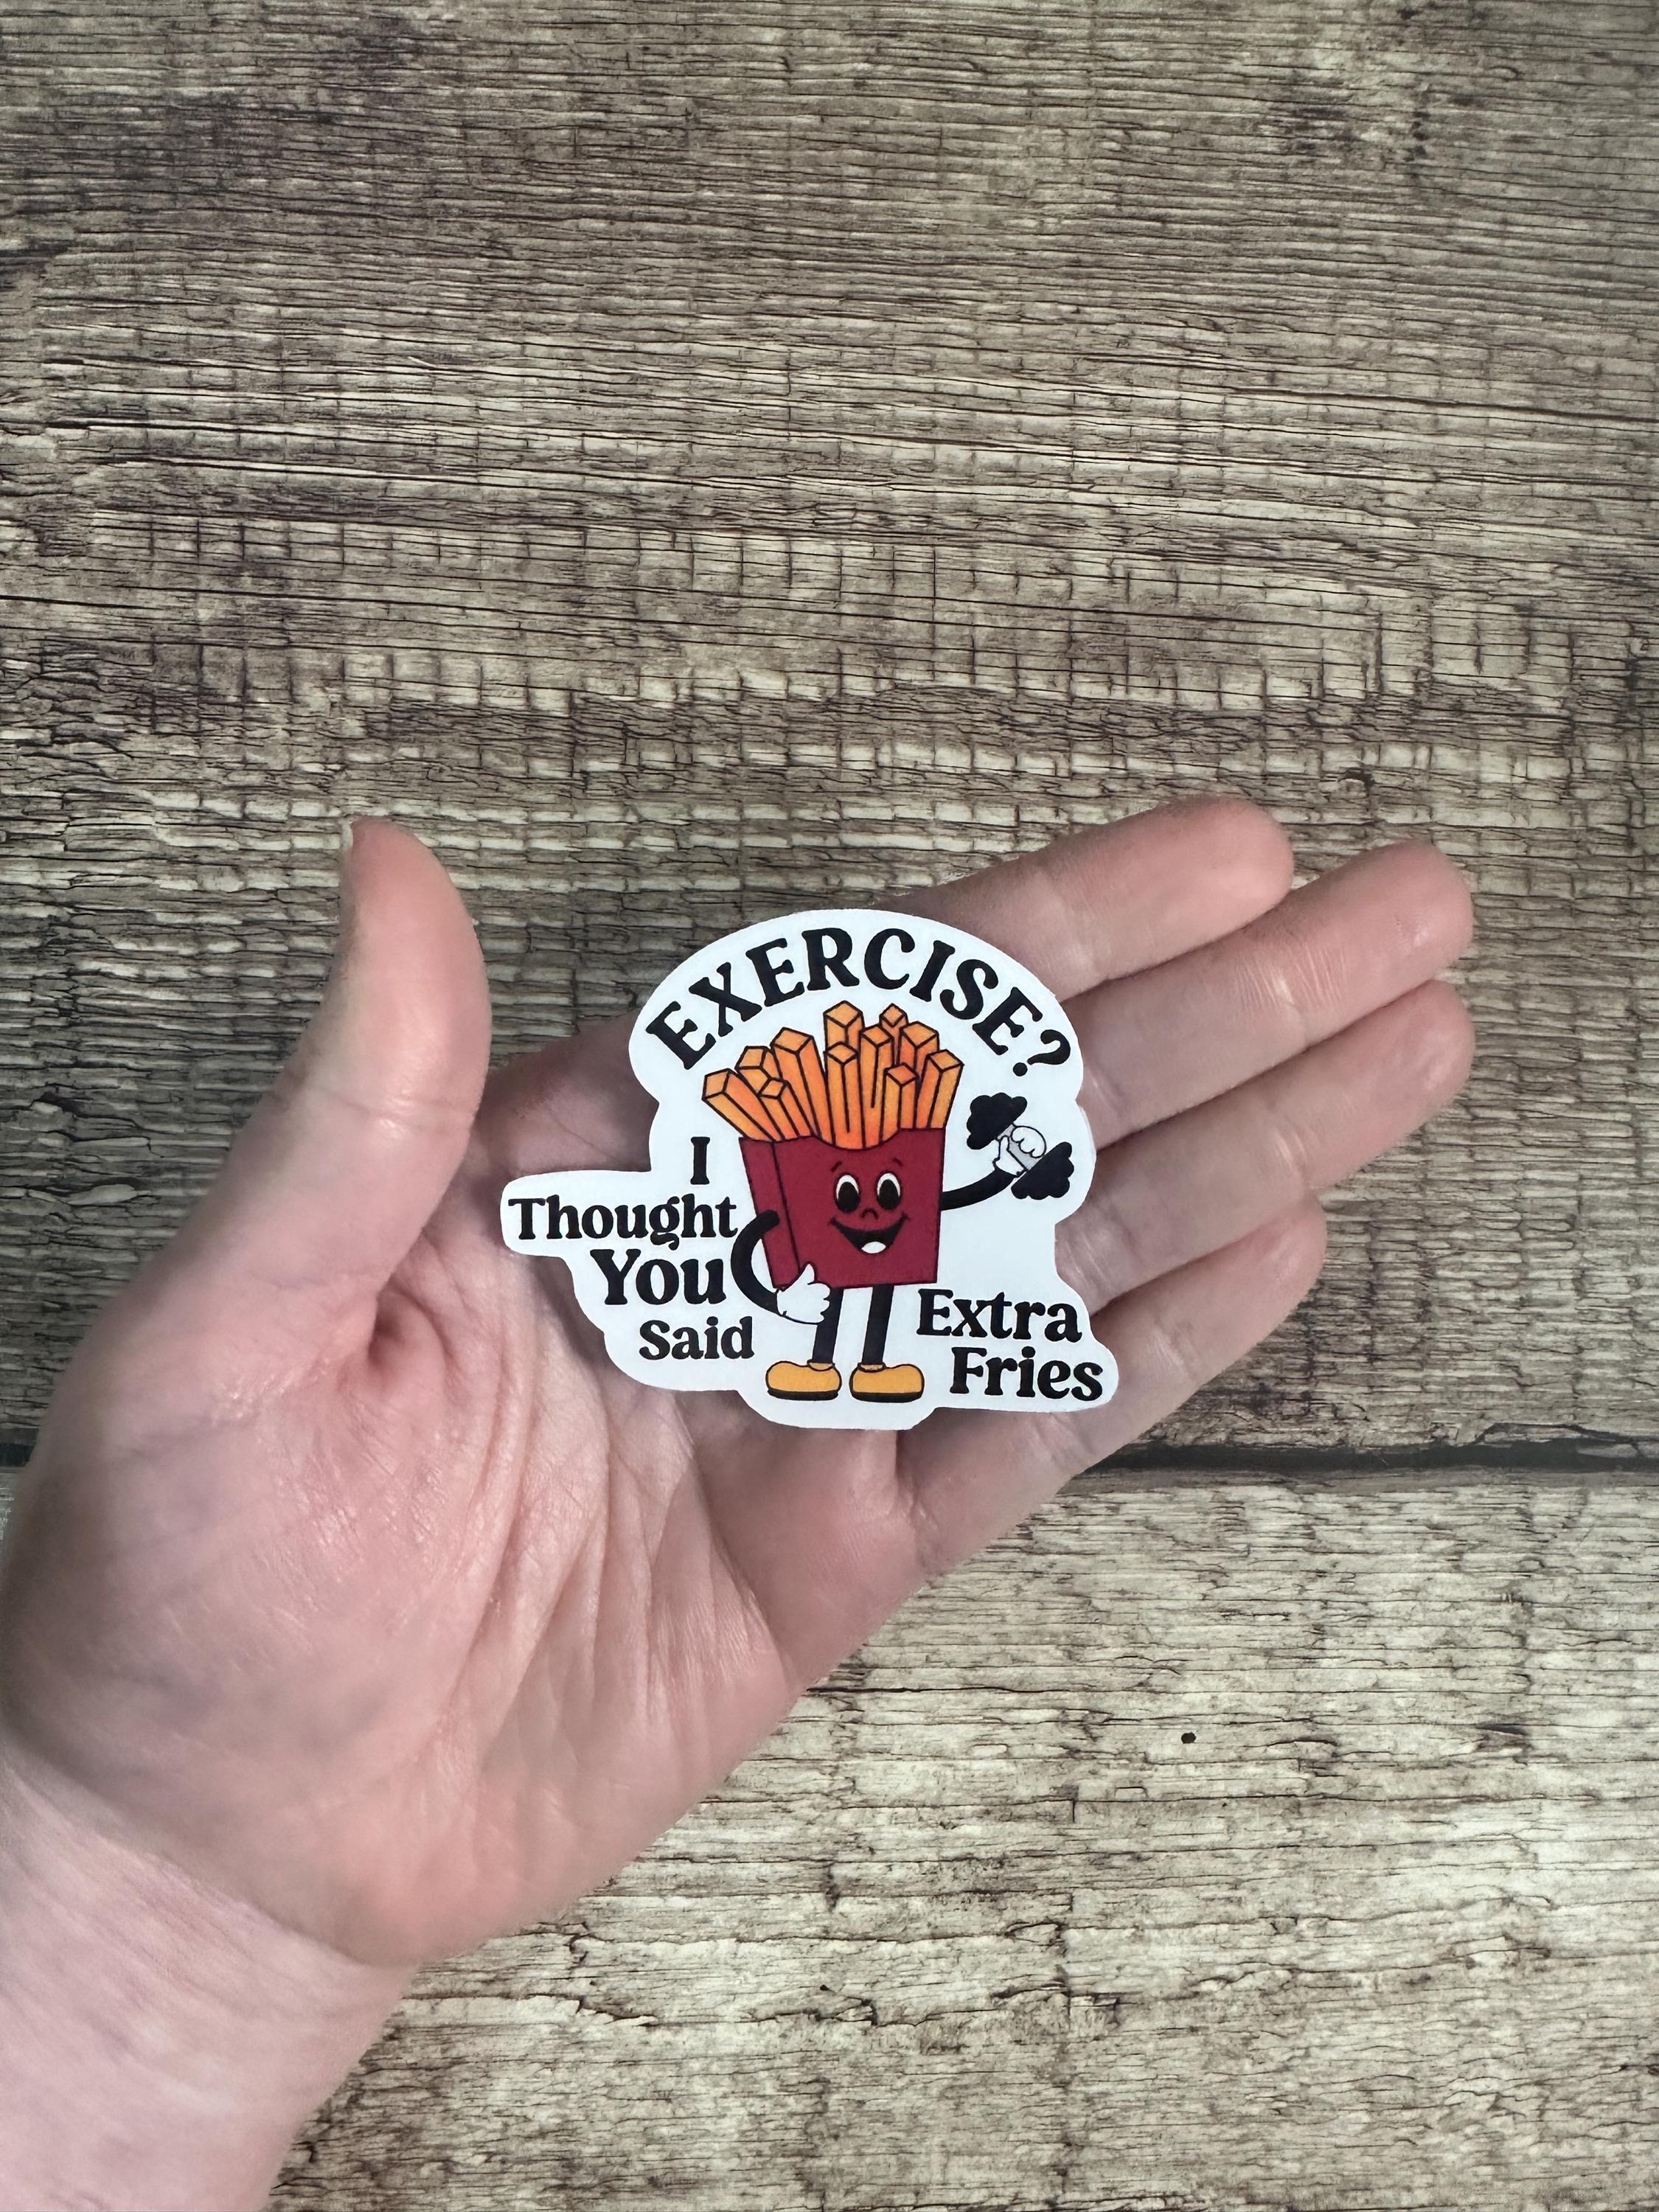 EXERCISE?
I
Thought
You
Said
Extra
Fries